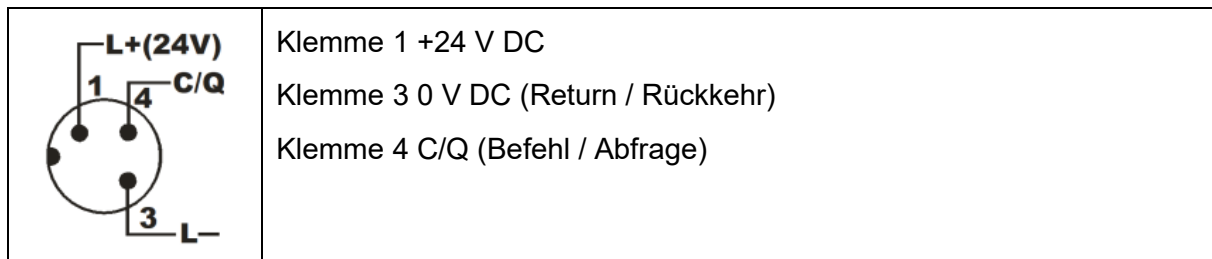 L+(24V)
1
C/Q
4
3
L−
Klemme 1 +24 V DC
Klemme 3 0 V DC (Return / Rückkehr)
Klemme 4 C/Q (Befehl / Abfrage)